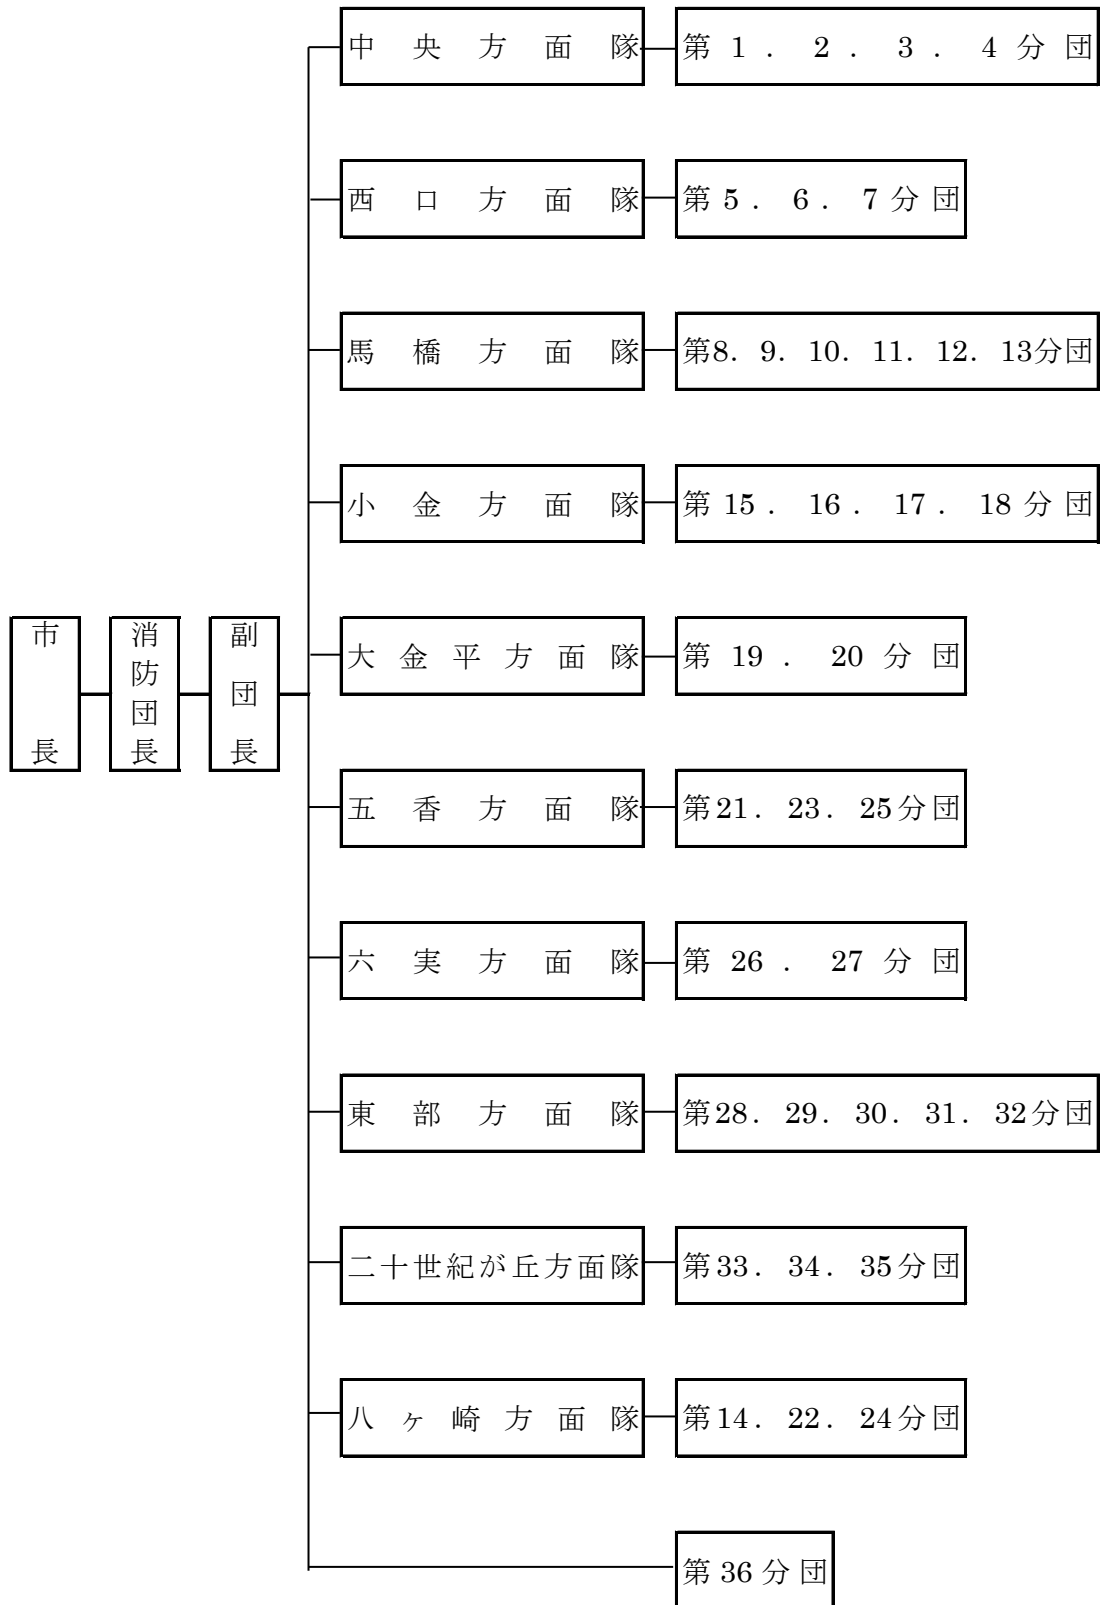 中央方面隊
第1．2．3．4分団
西口方面隊
第5．6．7分団
馬橋方面隊
第8．9．10．11．12．13分団
小金方面隊
第15．16．17．18分団
市長
消防団長
副団長
大金平方面隊
第19．20分団
五香方面隊
第21．23．25分団
六実方面隊
第26．27分団
東部方面隊
第28．29．30．31．32分団
二十世紀が丘方面隊
第33．34．35分団
八ヶ崎方面隊
第14．22．24分団
第36分団